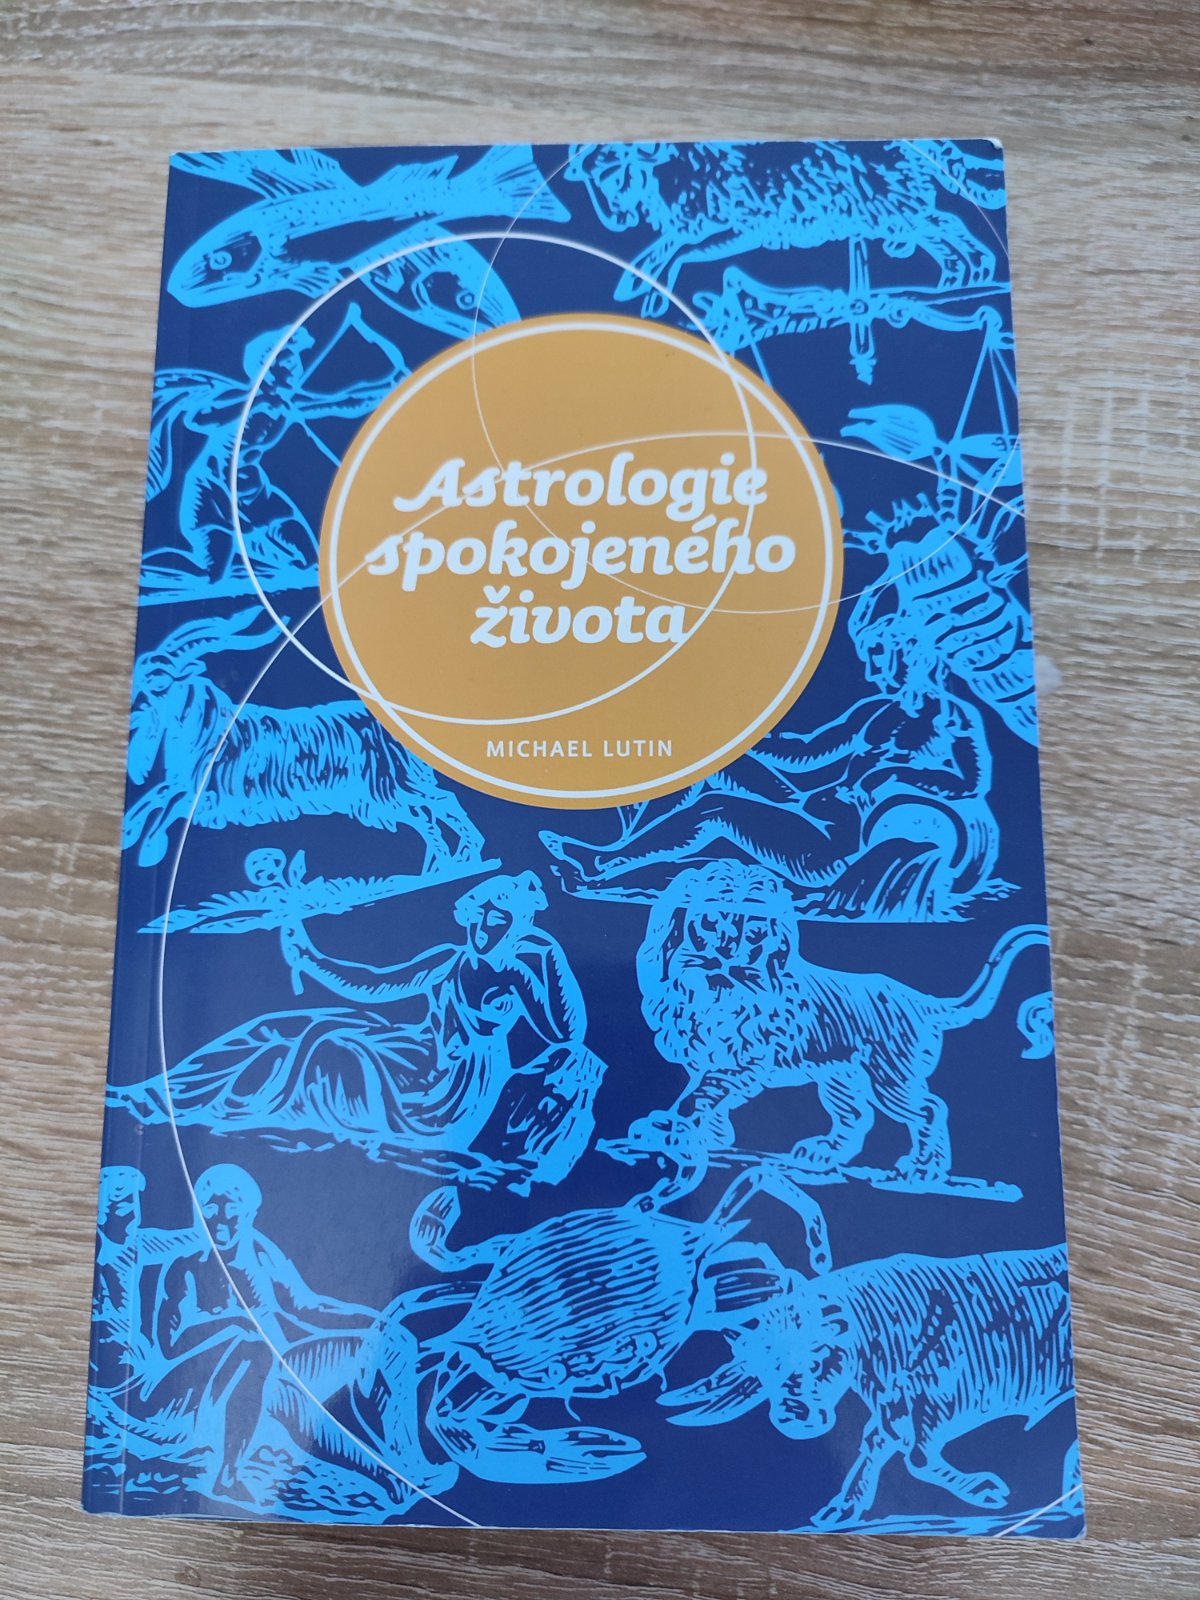 Astrologie
spokojeného
života
MICHAEL LUTIN